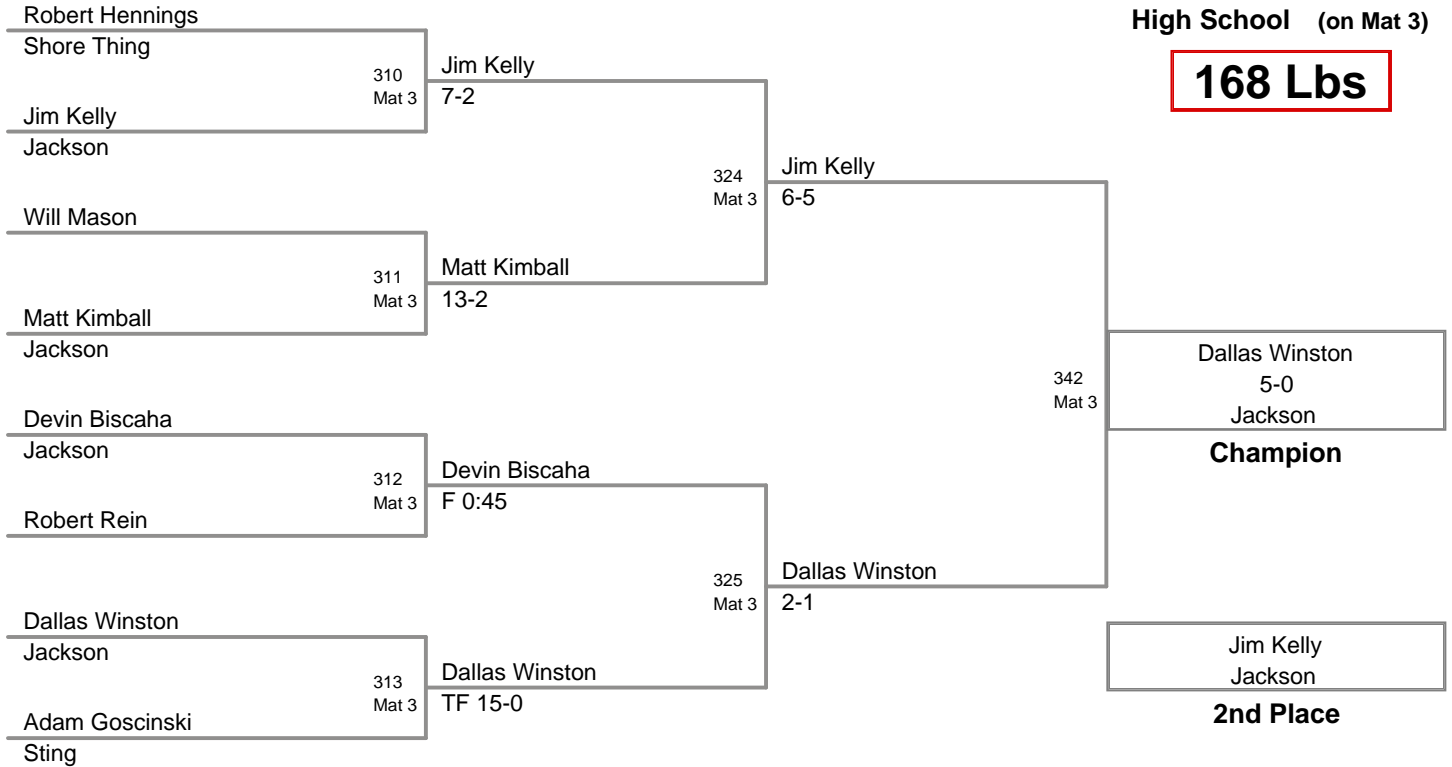 High School (on Mat 3)
168 Lbs
Robert Hennings
Shore Thing
310
Mat 3
Jim Kelly
7-2
Jim Kelly
Jackson
324
Mat 3
Jim Kelly
6-5
Will Mason
311
Mat 3
Matt Kimball
13-2
Matt Kimball
Jackson
342
Mat 3
Dallas Winston
5-0
Jackson
Champion
Devin Biscaha
Jackson
312
Mat 3
Devin Biscaha
F 0:45
Robert Rein
325
Mat 3
Dallas Winston
2-1
Dallas Winston
Jackson
313
Mat 3
Dallas Winston
TF 15-0
Adam Goscinski
Sting
Jim Kelly
Jackson
2nd Place